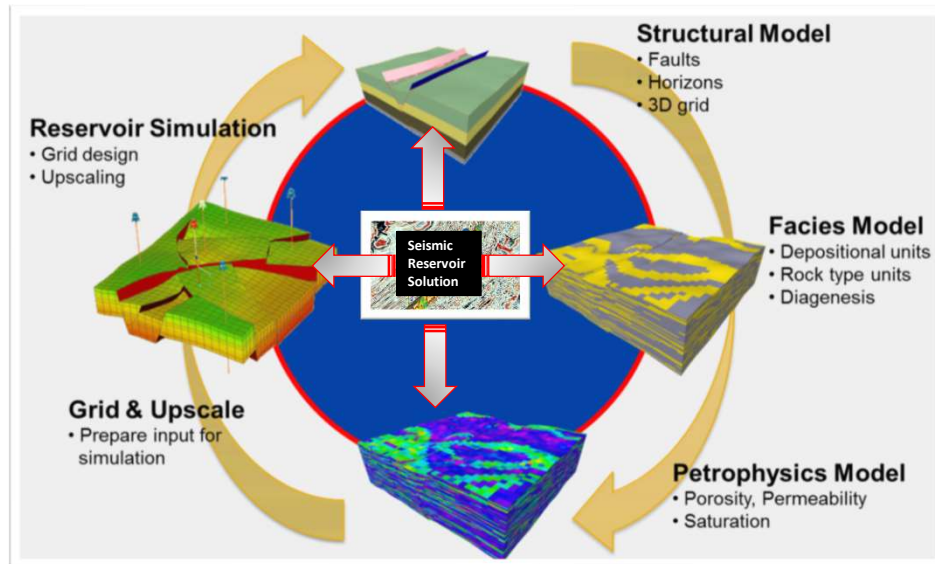 Structural Model
• Faults
• Horizons
• 3D grid
Reservoir Simulation
• Grid design
• Upscaling
Seismic
Reservoir
Solution
Facies Model
• Depositional units
• Rock type units
• Diagenesis
Grid & Upscale
• Prepare input for
simulation
Petrophysics Model
• Porosity, Permeability
• Saturation